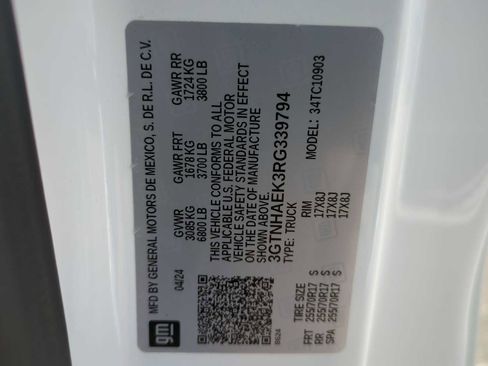 gm
MFD BY GENERAL MOTORS DE MEXICO, S. DE R.L. DE C.V.
04/24 GVWR GAWR FRT GAWR RR
3085 KG 1678 KG 1724 KG
6800 LB 3700 LB 3800 LB
THIS VEHICLE CONFORMS TO ALL
APPLICABLE U.S. FEDERAL MOTOR
VEHICLE SAFETY STANDARDS IN EFFECT
ON THE DATE OF MANUFACTURE
SHOWN ABOVE.
3GTNHAEK3RG339794
TYPE: TRUCK MODEL: 34TC10903
TIRE SIZE RIM
FRT 255/70R17 S 17X8J
RR 255/70R17 S 17X8J
SPA 255/70R17 S 17X8J